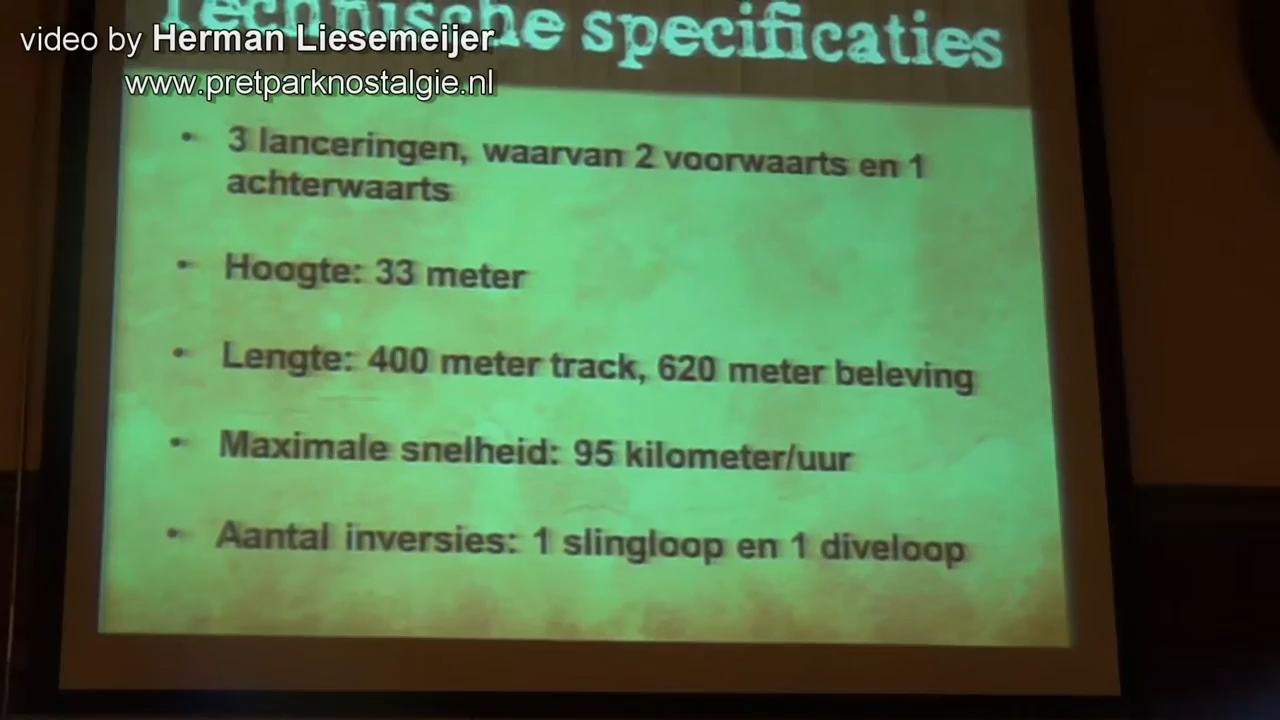 Technische specificaties
video by Herman Liesemeijer
www.pretparknostalgie.nl
• 3 lanceringen, waarvan 2 voorwaarts en 1
achterwaarts
• Hoogte: 33 meter
• Lengte: 400 meter track, 620 meter beleving
• Maximale snelheid: 95 kilometer/uur
• Aantal inversies: 1 slingloop en 1 diveloop